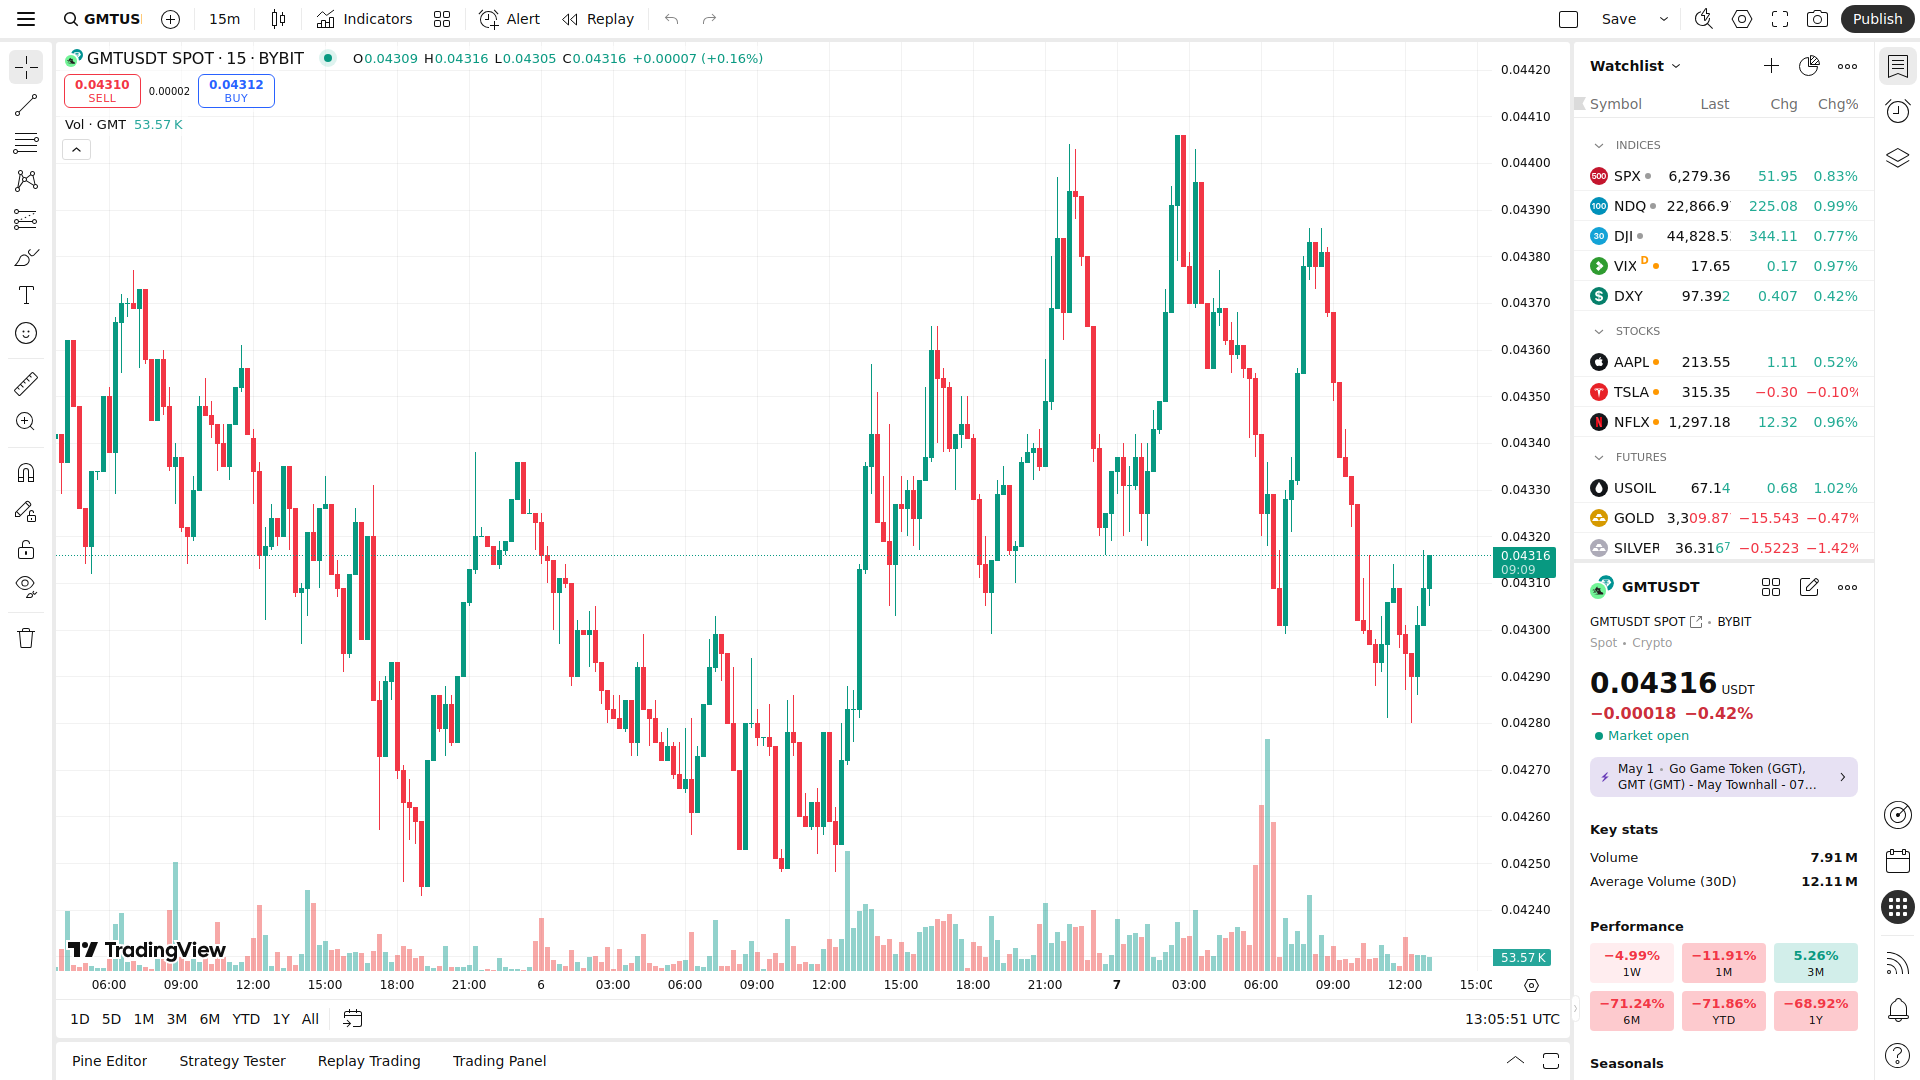 GMTUS
15m
Indicators
Alert
Replay
Save
Publish
GMTUSDT SPOT · 15 · BYBIT
O0.04309 H0.04316 L0.04305 C0.04316 +0.00007 (+0.16%)
0.04310
SELL
0.00002
0.04312
BUY
Vol · GMT 53.57 K
0.04420
0.04410
0.04400
0.04390
0.04380
0.04370
0.04360
0.04350
0.04340
0.04330
0.04320
0.04316
09:09
0.04310
0.04300
0.04290
0.04280
0.04270
0.04260
0.04250
0.04240
53.57 K
TradingView
06:00 09:00 12:00 15:00 18:00 21:00 6 03:00 06:00 09:00 12:00 15:00 18:00 21:00 7 03:00 06:00 09:00 12:00 15:00
1D 5D 1M 3M 6M YTD 1Y All
13:05:51 UTC
Pine Editor
Strategy Tester
Replay Trading
Trading Panel
Watchlist
Symbol Last Chg Chg%
INDICES
500 SPX 6,279.36 51.95 0.83%
100 NDQ 22,866.9 225.08 0.99%
30 DJI 44,828.5 344.11 0.77%
VIX D 17.65 0.17 0.97%
$ DXY 97.392 0.407 0.42%
STOCKS
AAPL 213.55 1.11 0.52%
TSLA 315.35 −0.30 −0.10%
NFLX 1,297.18 12.32 0.96%
FUTURES
USOIL 67.14 0.68 1.02%
GOLD 3,309.87 −15.543 −0.47%
SILVER 36.3167 −0.5223 −1.42%
GMTUSDT
GMTUSDT SPOT • BYBIT
Spot • Crypto
0.04316 USDT
−0.00018 −0.42%
Market open
May 1 • Go Game Token (GGT),
GMT (GMT) - May Townhall - 07...
Key stats
Volume 7.91 M
Average Volume (30D) 12.11 M
Performance
−4.99%
1W
−11.91%
1M
5.26%
3M
−71.24%
6M
−71.86%
YTD
−68.92%
1Y
Seasonals